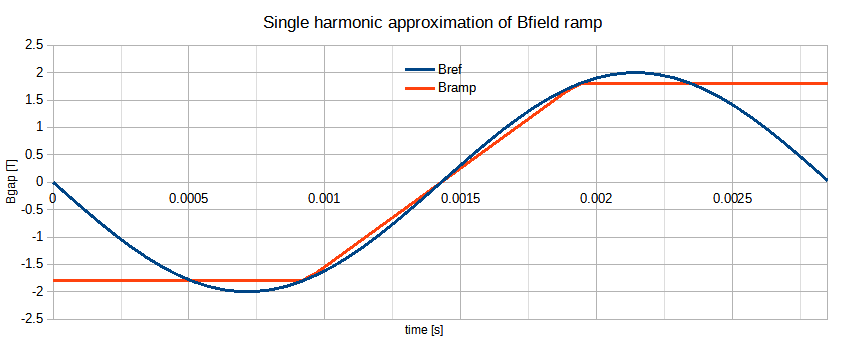 Single harmonic approximation of Bfield ramp
2.5
2
1.5
1
0.5
0
-0.5
-1
-1.5
-2
-2.5
Bgap [T]
Bref
Bramp
0 0.0005 0.001 0.0015 0.002 0.0025
time [s]